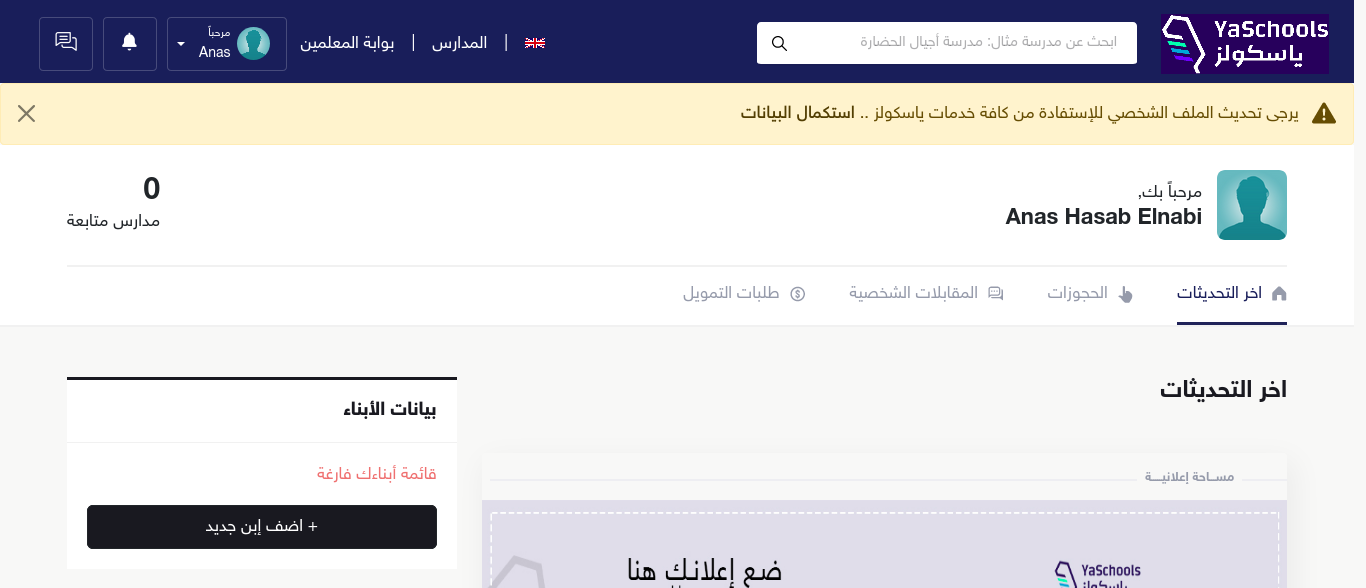 YaSchools
ياسكولز
ابحث عن مدرسة مثال: مدرسة أجيال الحضارة
المدارس | بوابة المعلمين
مرحباً
Anas
يرجى تحديث الملف الشخصي للإستفادة من كافة خدمات ياسكولز .. استكمال البيانات
مرحباً بك,
Anas Hasab Elnabi
0
مدارس متابعة
اخر التحديثات
الحجوزات
المقابلات الشخصية
طلبات التمويل
اخر التحديثات
مســاحة إعلانيـــة
YaSchools
ياسكولز
ضع إعلانك هنا
بيانات الأبناء
قائمة أبناءك فارغة
+ اضف إبن جديد